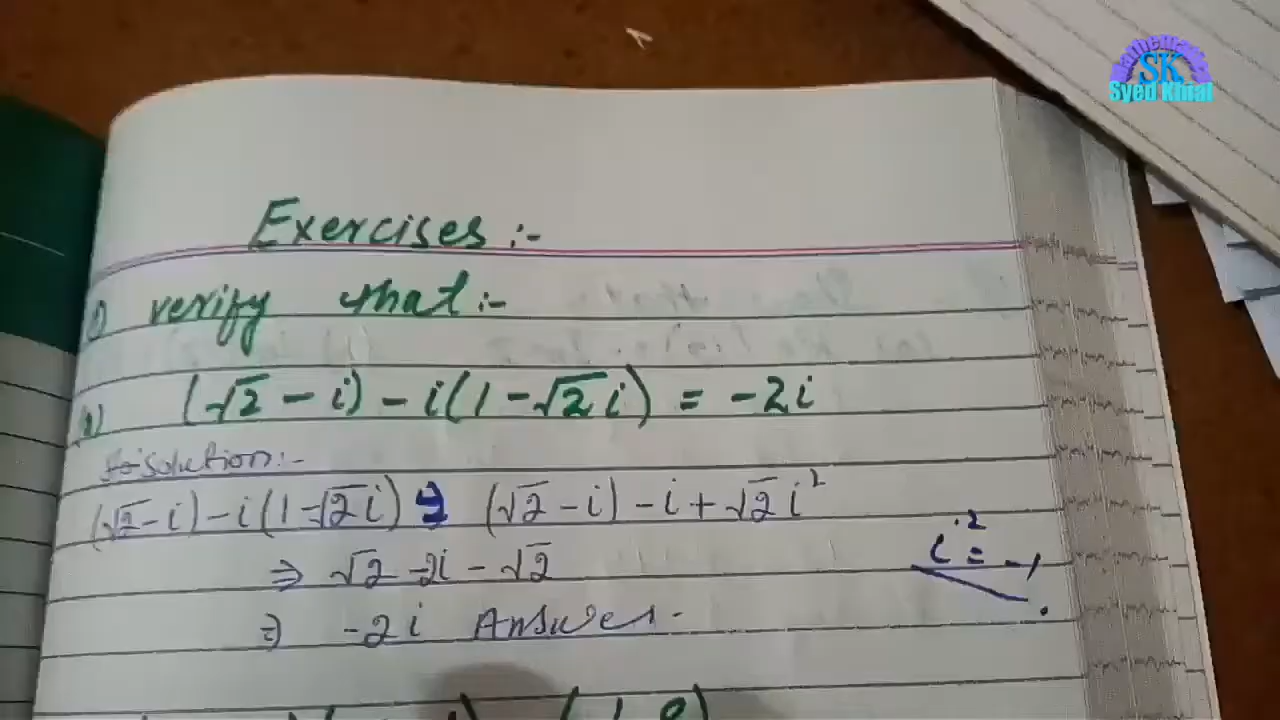 Mathematics
SK
Syed Khial
Exercises :-
1) verify that :-
a) (√2 - i) - i(1 - √2 i) = -2i
Solution :-
(√2 - i) - i(1 - √2 i) ⇒ (√2 - i) - i + √2 i²
i² = -1
⇒ √2 - 2i - √2
⇒ -2i Answer.